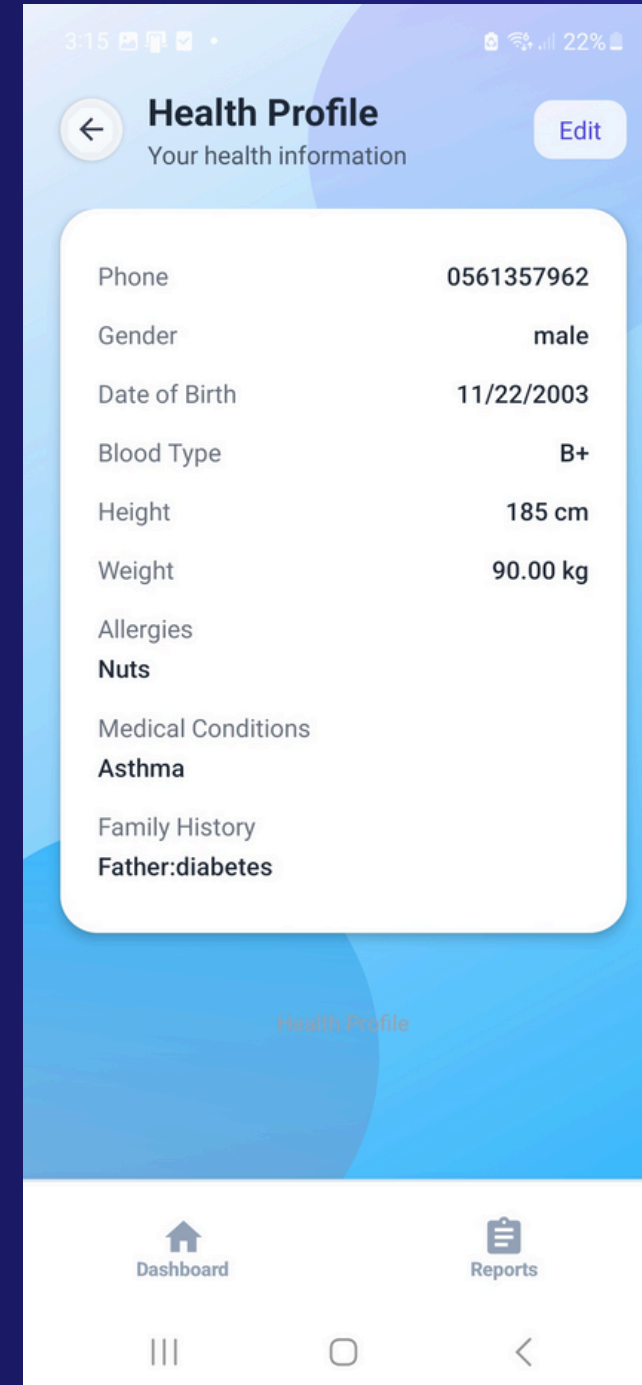 3:15 22%
Health Profile
Edit
Your health information
Phone 0561357962
Gender male
Date of Birth 11/22/2003
Blood Type B+
Height 185 cm
Weight 90.00 kg
Allergies
Nuts
Medical Conditions
Asthma
Family History
Father:diabetes
Health Profile
Dashboard Reports